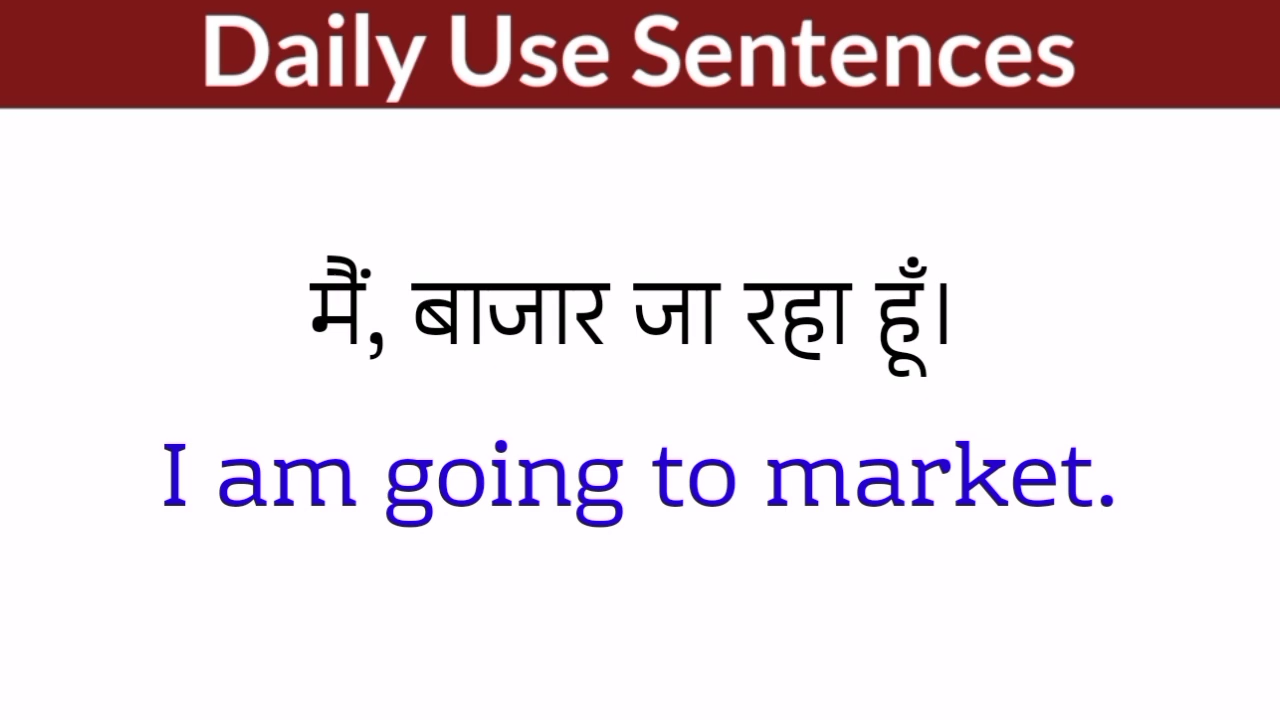 Daily Use Sentences
मैं, बाजार जा रहा हूँ।
I am going to market.